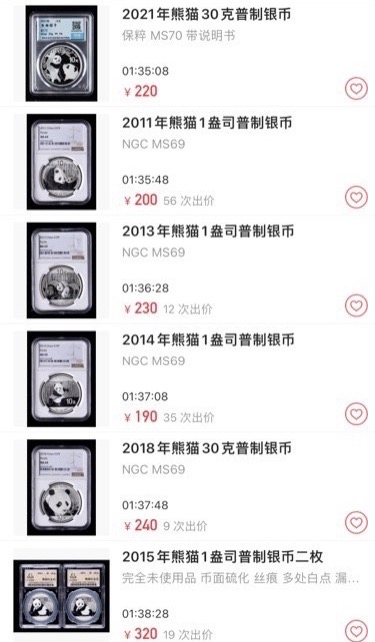 2021年熊猫30克普制银币
保粹 MS70 带说明书
01:35:08
¥ 220
2011年熊猫1盎司普制银币
NGC MS69
01:35:48
¥ 200 56 次出价
2013年熊猫1盎司普制银币
NGC MS69
01:36:28
¥ 230 12 次出价
2014年熊猫1盎司普制银币
NGC MS69
01:37:08
¥ 190 35 次出价
2018年熊猫30克普制银币
NGC MS69
01:37:48
¥ 240 9 次出价
2015年熊猫1盎司普制银币二枚
完全未使用品 币面硫化 丝痕 多处白点 漏...
01:38:28
¥ 320 19 次出价